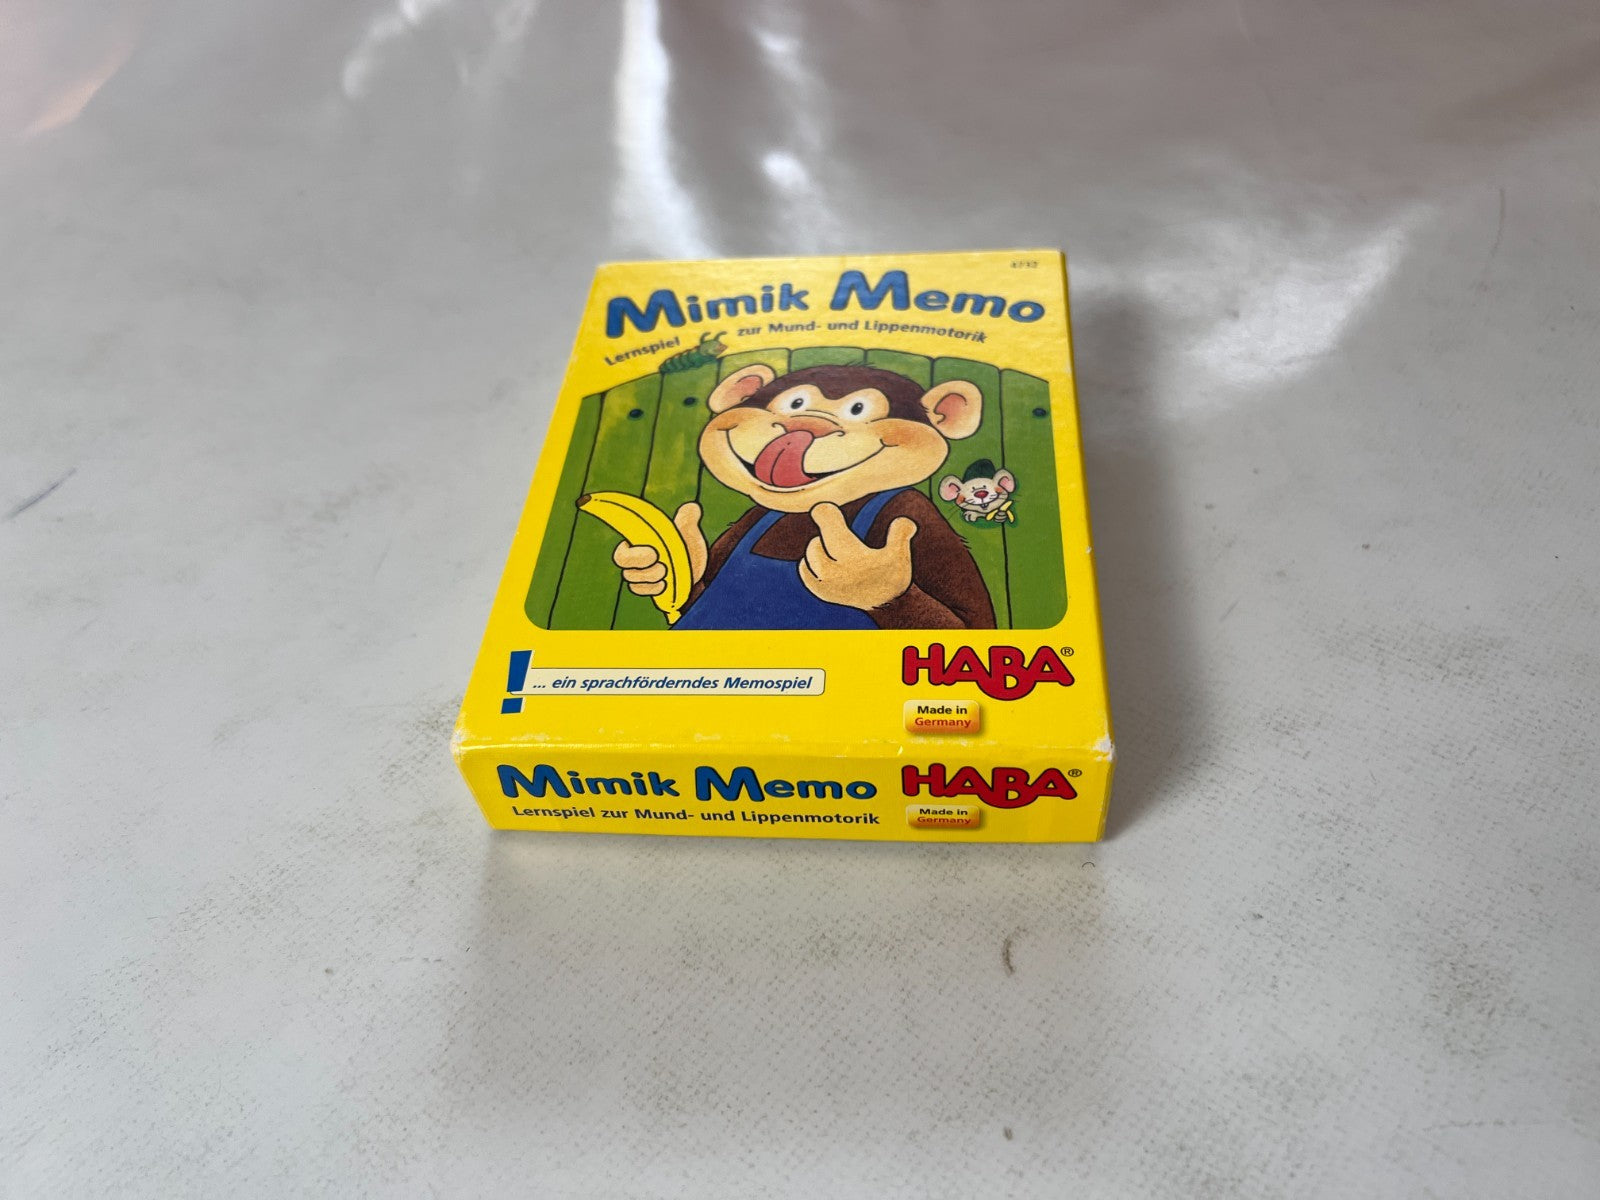 Mimik Memo
Lernspiel zur Mund- und Lippenmotorik
... ein sprachförderndes Memospiel
HABA®
Made in
Germany
Mimik Memo HABA®
Lernspiel zur Mund- und Lippenmotorik
Made in
Germany